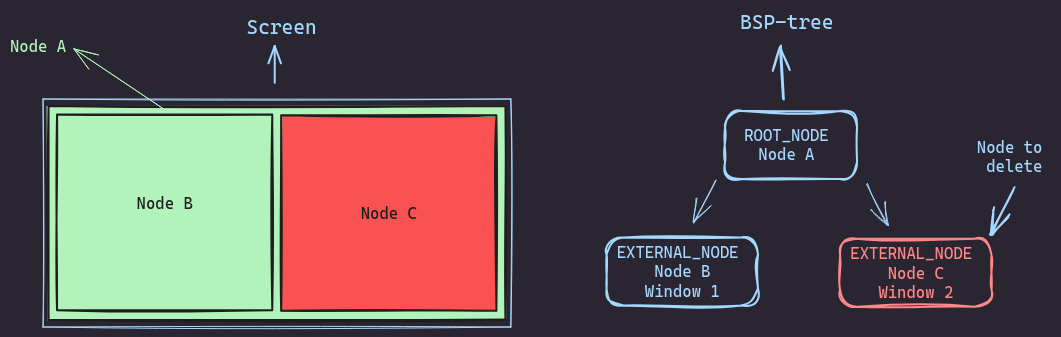 Screen
Node A
Node B
Node C
BSP-tree
ROOT_NODE
Node A
Node to
delete
EXTERNAL_NODE
Node B
Window 1
EXTERNAL_NODE
Node C
Window 2